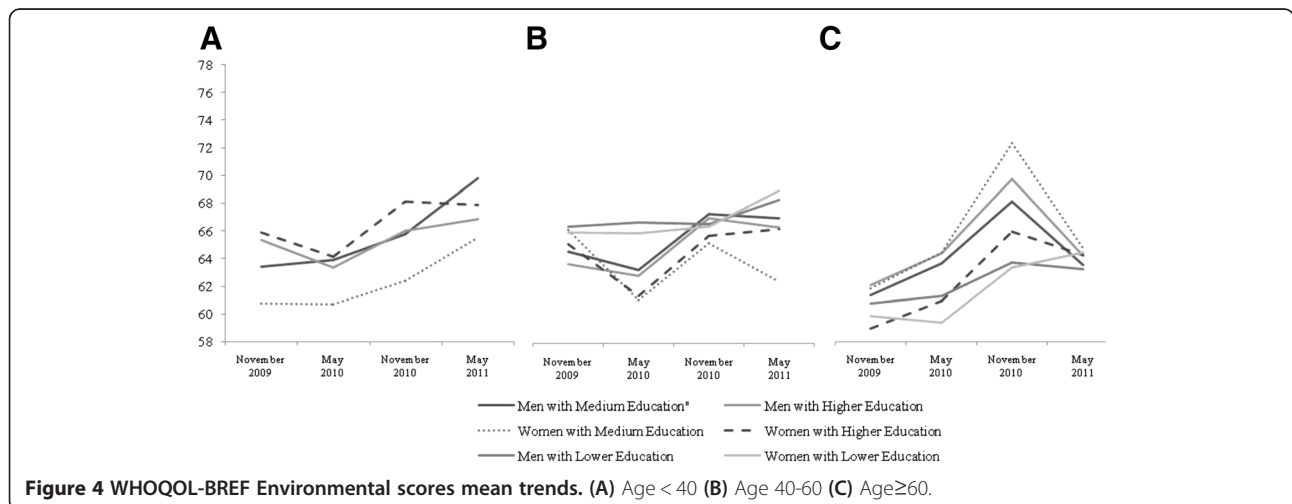 A B C
78
76
74
72
70
68
66
64
62
60
58
November 2009
May 2010
November 2010
May 2011
November 2009
May 2010
November 2010
May 2011
November 2009
May 2010
November 2010
May 2011
Men with Medium Education* Men with Higher Education
Women with Medium Education Women with Higher Education
Men with Lower Education Women with Lower Education
Figure 4 WHOQOL-BREF Environmental scores mean trends. (A) Age < 40 (B) Age 40-60 (C) Age≥60.